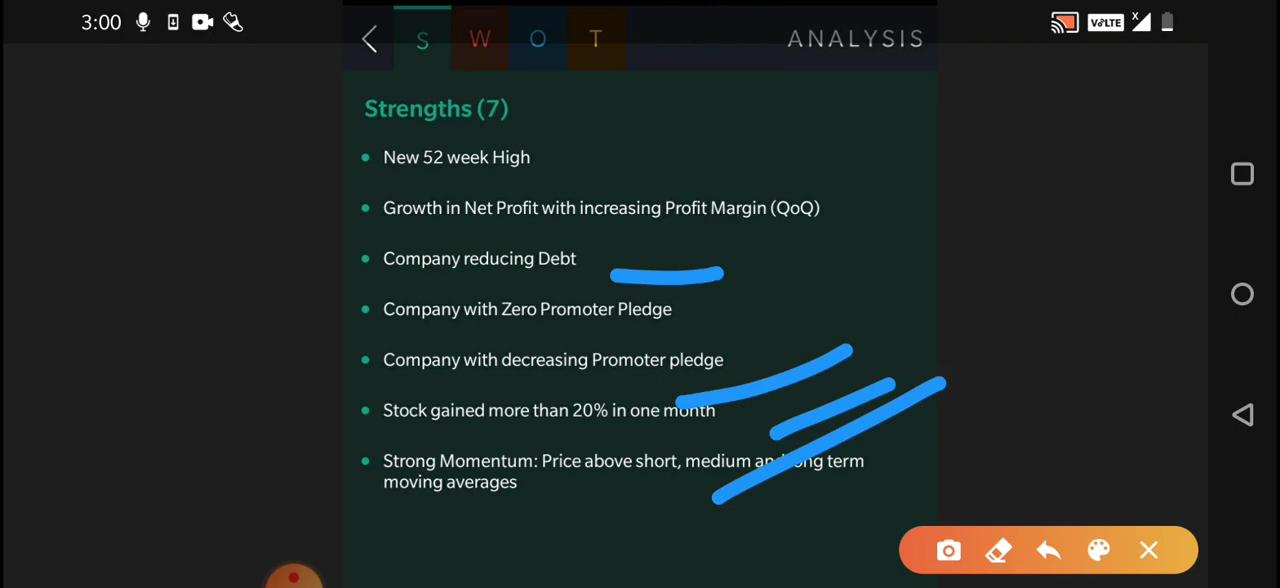 3:00
VoLTE
X
S W O T ANALYSIS
Strengths (7)
New 52 week High
Growth in Net Profit with increasing Profit Margin (QoQ)
Company reducing Debt
Company with Zero Promoter Pledge
Company with decreasing Promoter pledge
Stock gained more than 20% in one month
Strong Momentum: Price above short, medium and long term
moving averages